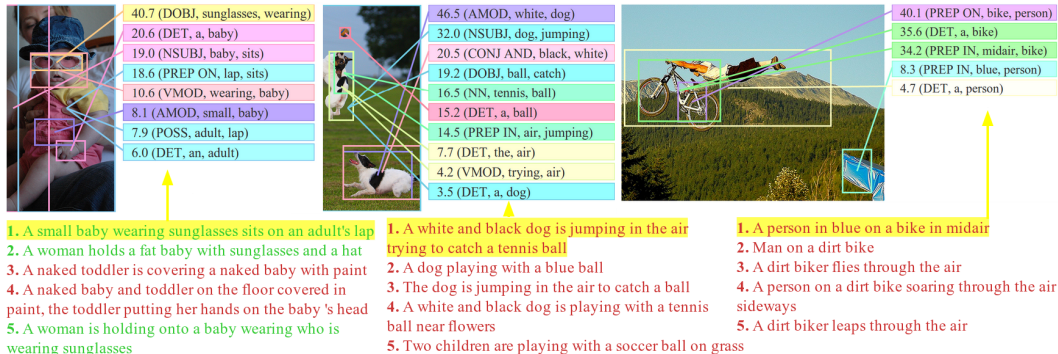 40.7 (DOBJ, sunglasses, wearing)
20.6 (DET, a, baby)
19.0 (NSUBJ, baby, sits)
18.6 (PREP ON, lap, sits)
10.6 (VMOD, wearing, baby)
8.1 (AMOD, small, baby)
7.9 (POSS, adult, lap)
6.0 (DET, an, adult)
1. A small baby wearing sunglasses sits on an adult's lap
2. A woman holds a fat baby with sunglasses and a hat
3. A naked toddler is covering a naked baby with paint
4. A naked baby and toddler on the floor covered in
paint, the toddler putting her hands on the baby 's head
5. A woman is holding onto a baby wearing who is
wearing sunglasses
46.5 (AMOD, white, dog)
32.0 (NSUBJ, dog, jumping)
20.5 (CONJ AND, black, white)
19.2 (DOBJ, ball, catch)
16.5 (NN, tennis, ball)
15.2 (DET, a, ball)
14.5 (PREP IN, air, jumping)
7.7 (DET, the, air)
4.2 (VMOD, trying, air)
3.5 (DET, a, dog)
1. A white and black dog is jumping in the air
trying to catch a tennis ball
2. A dog playing with a blue ball
3. The dog is jumping in the air to catch a ball
4. A white and black dog is playing with a tennis
ball near flowers
5. Two children are playing with a soccer ball on grass
40.1 (PREP ON, bike, person)
35.6 (DET, a, bike)
34.2 (PREP IN, midair, bike)
8.3 (PREP IN, blue, person)
4.7 (DET, a, person)
1. A person in blue on a bike in midair
2. Man on a dirt bike
3. A dirt biker flies through the air
4. A person on a dirt bike soaring through the air
sideways
5. A dirt biker leaps through the air